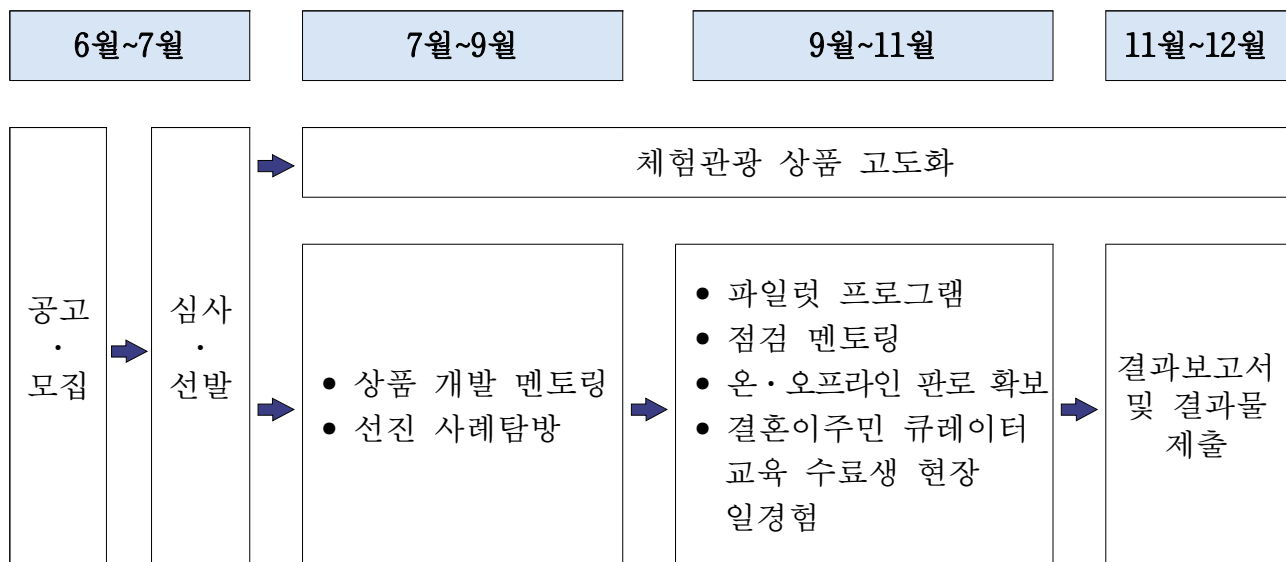 6월~7월
7월~9월
9월~11월
11월~12월
공고
·
모집
심사
·
선발
체험관광 상품 고도화
• 상품 개발 멘토링
• 선진 사례탐방
• 파일럿 프로그램
• 점검 멘토링
• 온·오프라인 판로 확보
• 결혼이주민 큐레이터
교육 수료생 현장
일경험
결과보고서
및 결과물
제출